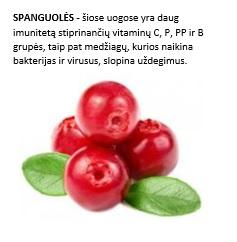 SPANGUOLĖS - šiose uogose yra daug
imunitetą stiprinančių vitaminų C, P, PP ir B
grupės, taip pat medžiagų, kurios naikina
bakterijas ir virusus, slopina uždegimus.